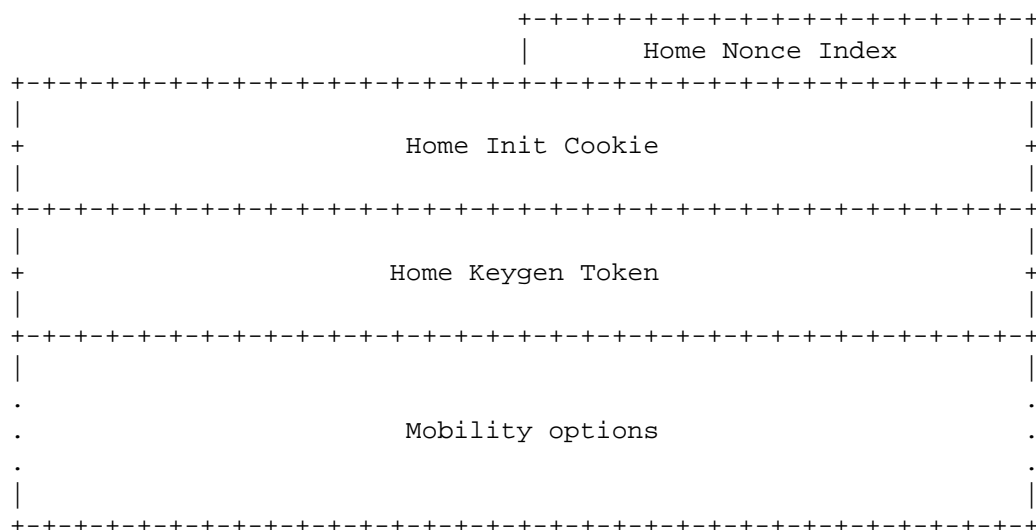 Home Nonce Index
Home Init Cookie
Home Keygen Token
Mobility options